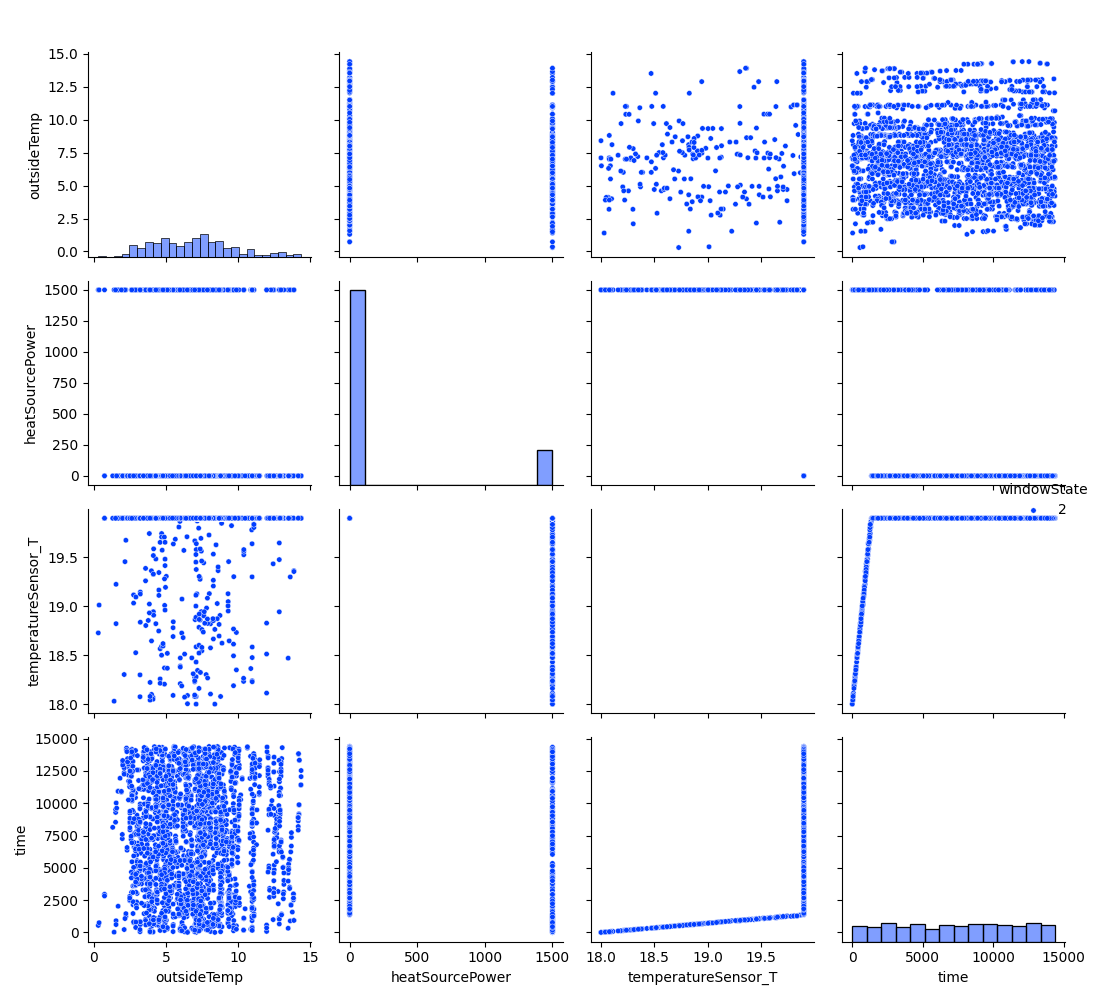 15.0
12.5
10.0
7.5
5.0
2.5
0.0
outsideTemp
1500
1250
1000
750
500
250
0
heatSourcePower
windowState
2
19.5
19.0
18.5
18.0
temperatureSensor_T
15000
12500
10000
7500
5000
2500
0
time
0 5 10 15
outsideTemp
0 500 1000 1500
heatSourcePower
18.0 18.5 19.0 19.5
temperatureSensor_T
0 5000 10000 15000
time